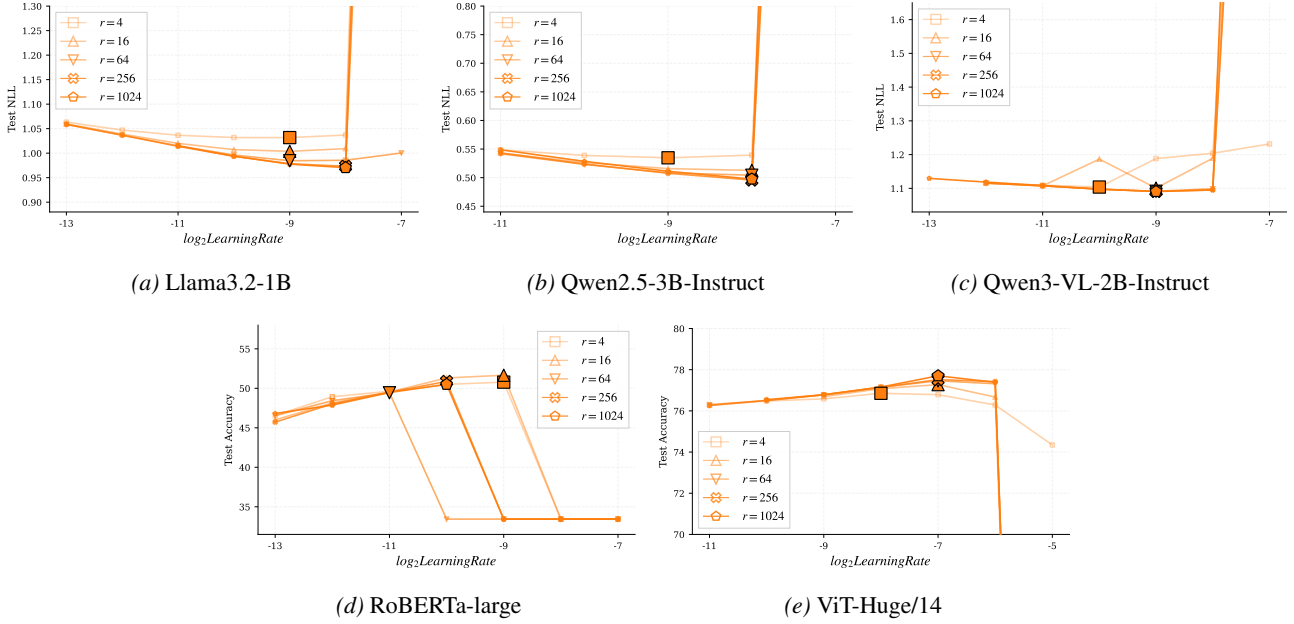 1.30
1.25
1.20
1.15
1.10
1.05
1.00
0.95
0.90
Test NLL
r = 4
r = 16
r = 64
r = 256
r = 1024
-13
-11
-9
-7
log₂LearningRate
(a) Llama3.2-1B
0.80
0.75
0.70
0.65
0.60
0.55
0.50
0.45
Test NLL
r = 4
r = 16
r = 64
r = 256
r = 1024
-11
-9
-7
log₂LearningRate
(b) Qwen2.5-3B-Instruct
1.6
1.5
1.4
1.3
1.2
1.1
Test NLL
r = 4
r = 16
r = 64
r = 256
r = 1024
-13
-11
-9
-7
log₂LearningRate
(c) Qwen3-VL-2B-Instruct
55
50
45
40
35
Test Accuracy
r = 4
r = 16
r = 64
r = 256
r = 1024
-13
-11
-9
-7
log₂LearningRate
(d) RoBERTa-large
80
78
76
74
72
70
Test Accuracy
r = 4
r = 16
r = 64
r = 256
r = 1024
-11
-9
-7
-5
log₂LearningRate
(e) ViT-Huge/14